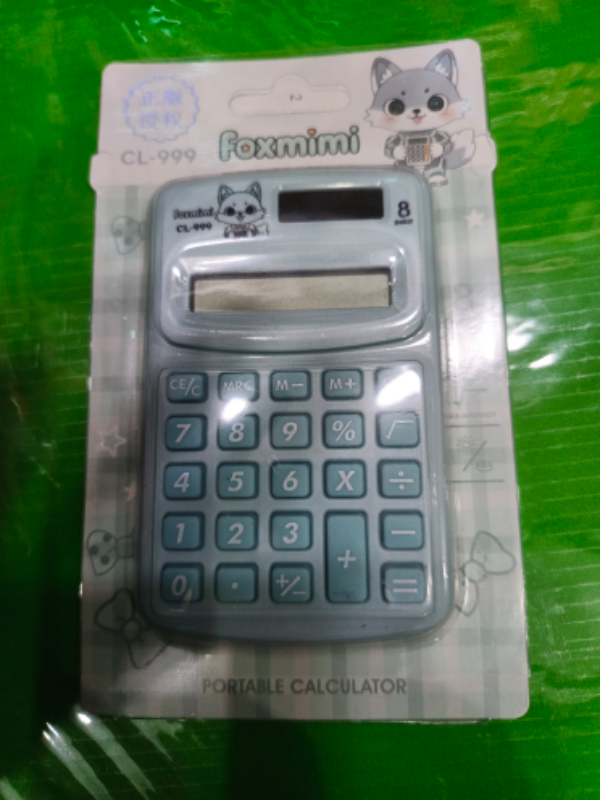 正版
授权
CL-999
Foxmimi
Foxmimi
CL-999
8
CE/C MRC M− M+
7 8 9 % √
4 5 6 X ÷
1 2 3 + −
0 . +/− =
PORTABLE CALCULATOR